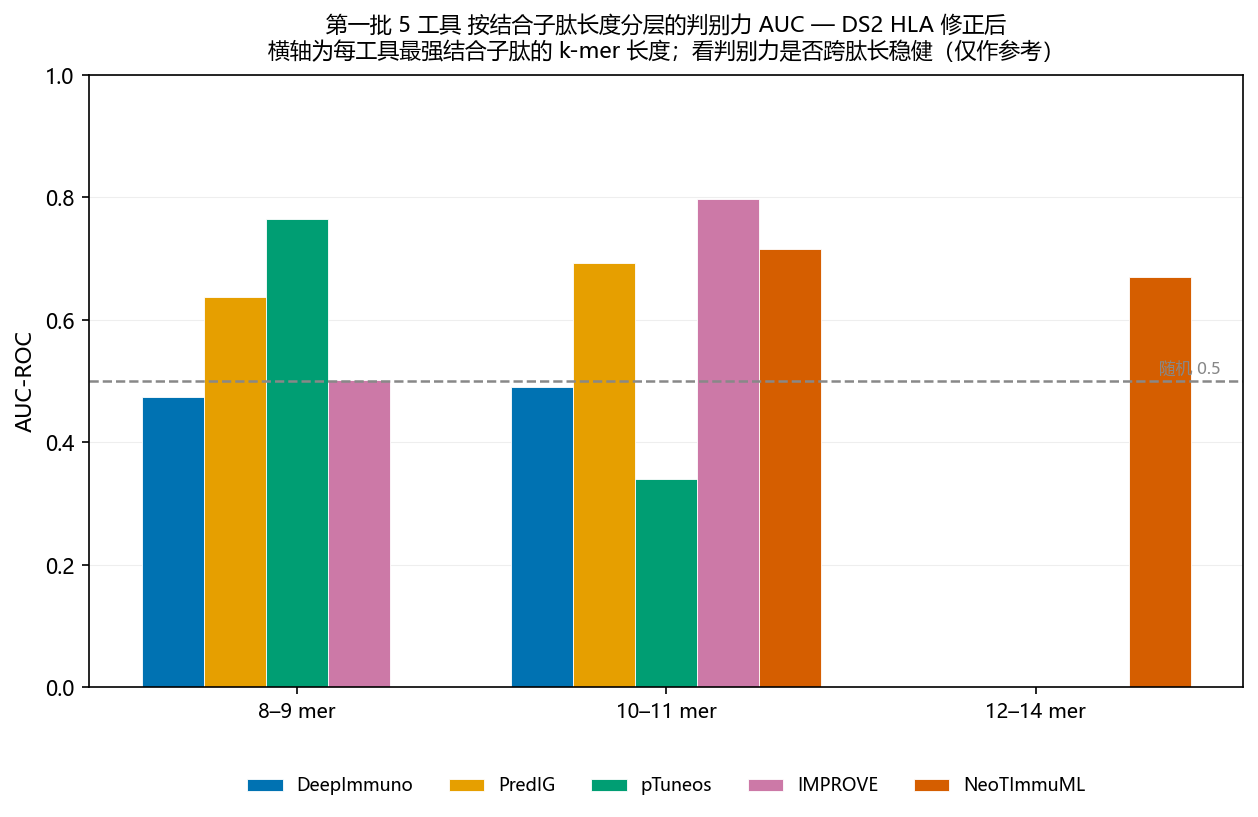 第一批 5 工具 按结合子肽长度分层的判别力 AUC — DS2 HLA 修正后
横轴为每工具最强结合子肽的 k-mer 长度；看判别力是否跨肽长稳健（仅作参考）
AUC-ROC
1.0
0.8
0.6
0.4
0.2
0.0
随机 0.5
8–9 mer
10–11 mer
12–14 mer
DeepImmuno
PredIG
pTuneos
IMPROVE
NeoTImmuML